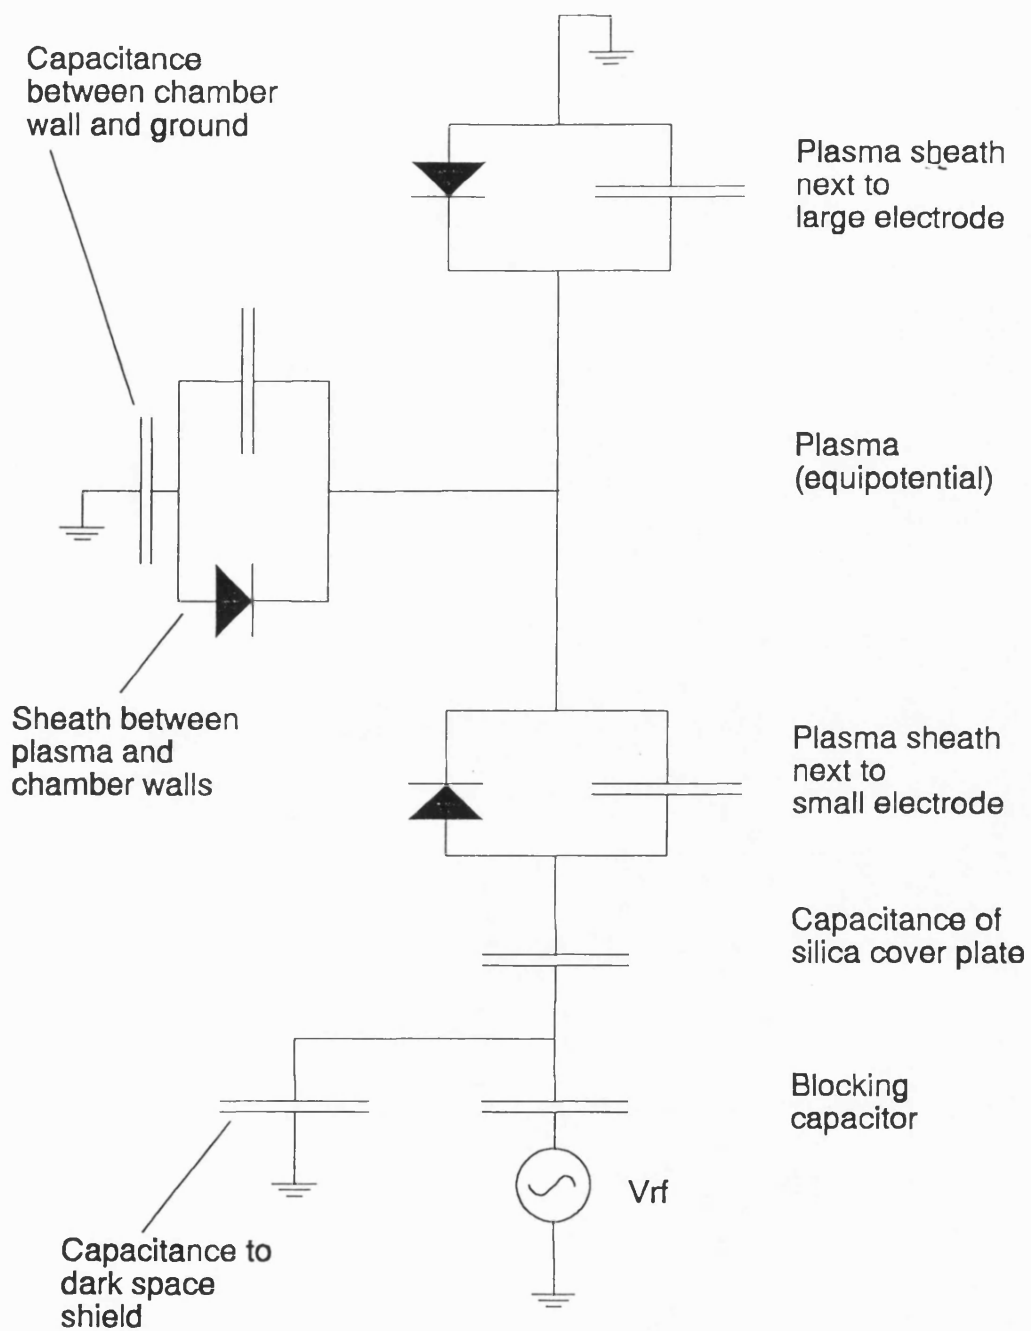 Capacitance
between chamber
wall and ground
Plasma sheath
next to
large electrode
Plasma
(equipotential)
Sheath between
plasma and
chamber walls
Plasma sheath
next to
small electrode
Capacitance of
silica cover plate
Blocking
capacitor
Vrf
Capacitance to
dark space
shield